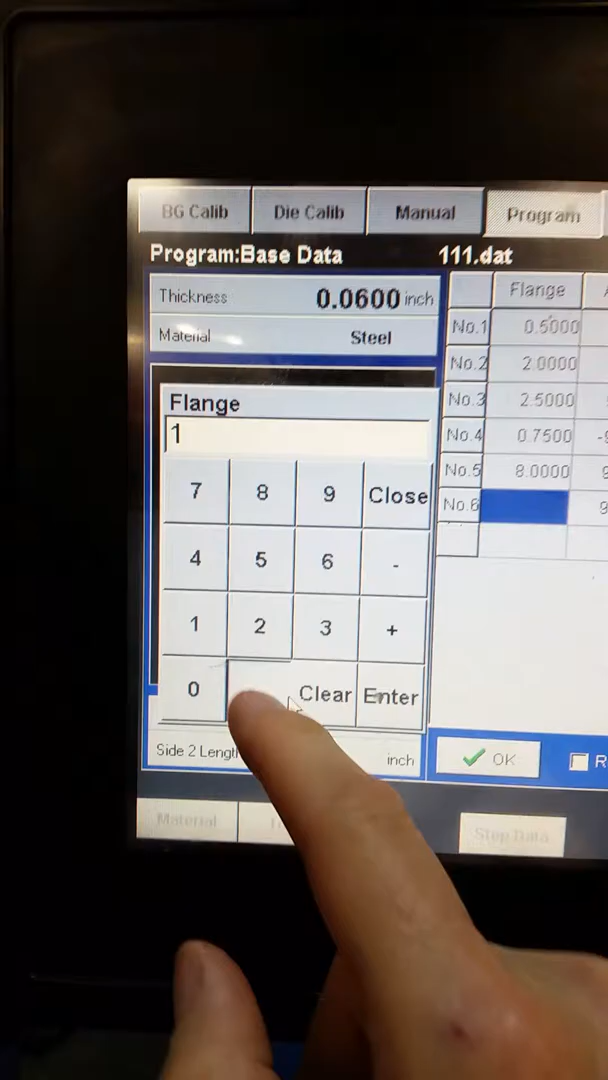 BG Calib Die Calib Manual Program
Program:Base Data 111.dat
Thickness 0.0600 inch
Material Steel
Flange
No.1 0.5000
No.2 2.0000
No.3 2.5000
No.4 0.7500 -9
No.5 8.0000 9
No.6 9
Flange
1
7 8 9 Close
4 5 6 -
1 2 3 +
0 Clear Enter
Side 2 Length inch
OK R
Material Step Data